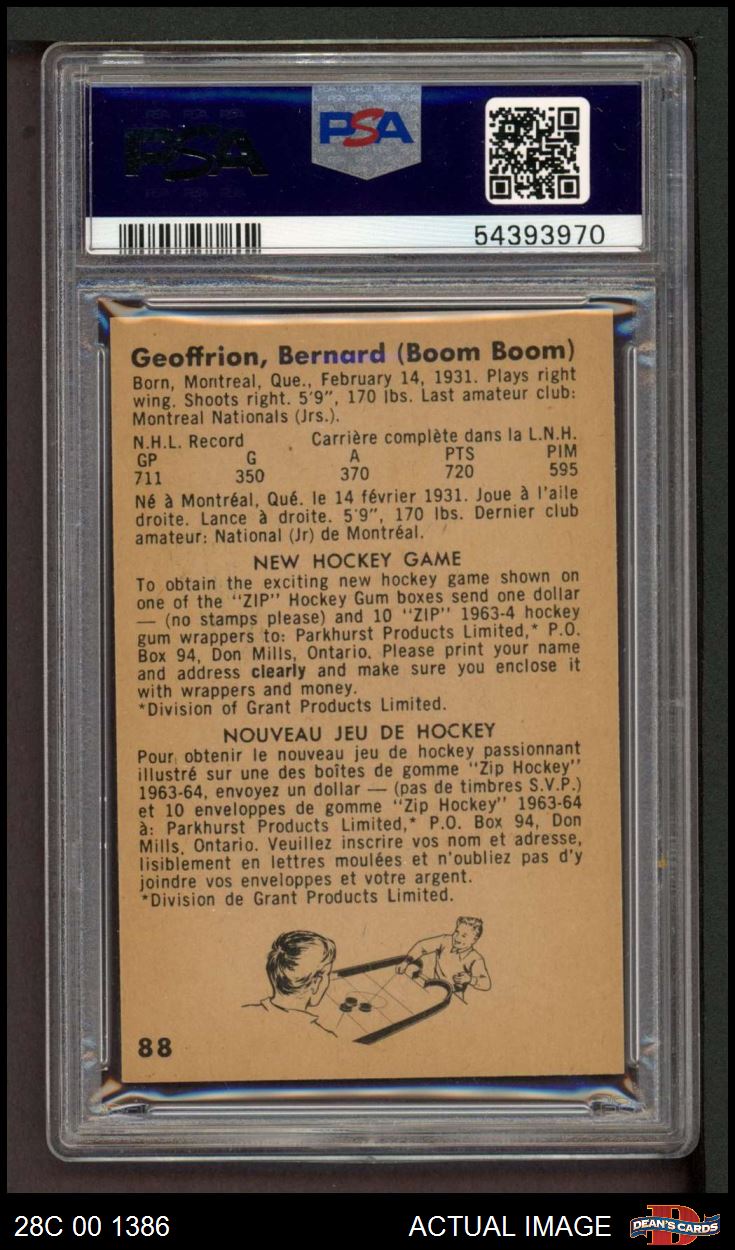 PSA
PSA
54393970
Geoffrion, Bernard (Boom Boom)
Born, Montreal, Que., February 14, 1931. Plays right
wing. Shoots right. 5'9", 170 lbs. Last amateur club:
Montreal Nationals (Jrs.).
N.H.L. Record Carrière complète dans la L.N.H.
GP G A PTS PIM
711 350 370 720 595
Né à Montréal, Qué. le 14 février 1931. Joue à l'aile
droite. Lance à droite. 5'9", 170 lbs. Dernier club
amateur: National (Jr) de Montréal.
NEW HOCKEY GAME
To obtain the exciting new hockey game shown on
one of the "ZIP" Hockey Gum boxes send one dollar
— (no stamps please) and 10 "ZIP" 1963-4 hockey
gum wrappers to: Parkhurst Products Limited,* P.O.
Box 94, Don Mills, Ontario. Please print your name
and address clearly and make sure you enclose it
with wrappers and money.
*Division of Grant Products Limited.
NOUVEAU JEU DE HOCKEY
Pour obtenir le nouveau jeu de hockey passionnant
illustré sur une des boîtes de gomme "Zip Hockey"
1963-64, envoyez un dollar — (pas de timbres S.V.P.)
et 10 enveloppes de gomme "Zip Hockey" 1963-64
à: Parkhurst Products Limited,* P.O. Box 94, Don
Mills, Ontario. Veuillez inscrire vos nom et adresse,
lisiblement en lettres moulées et n'oubliez pas d'y
joindre vos enveloppes et votre argent.
*Division de Grant Products Limited.
88
28C 00 1386 ACTUAL IMAGE DEAN'S CARDS